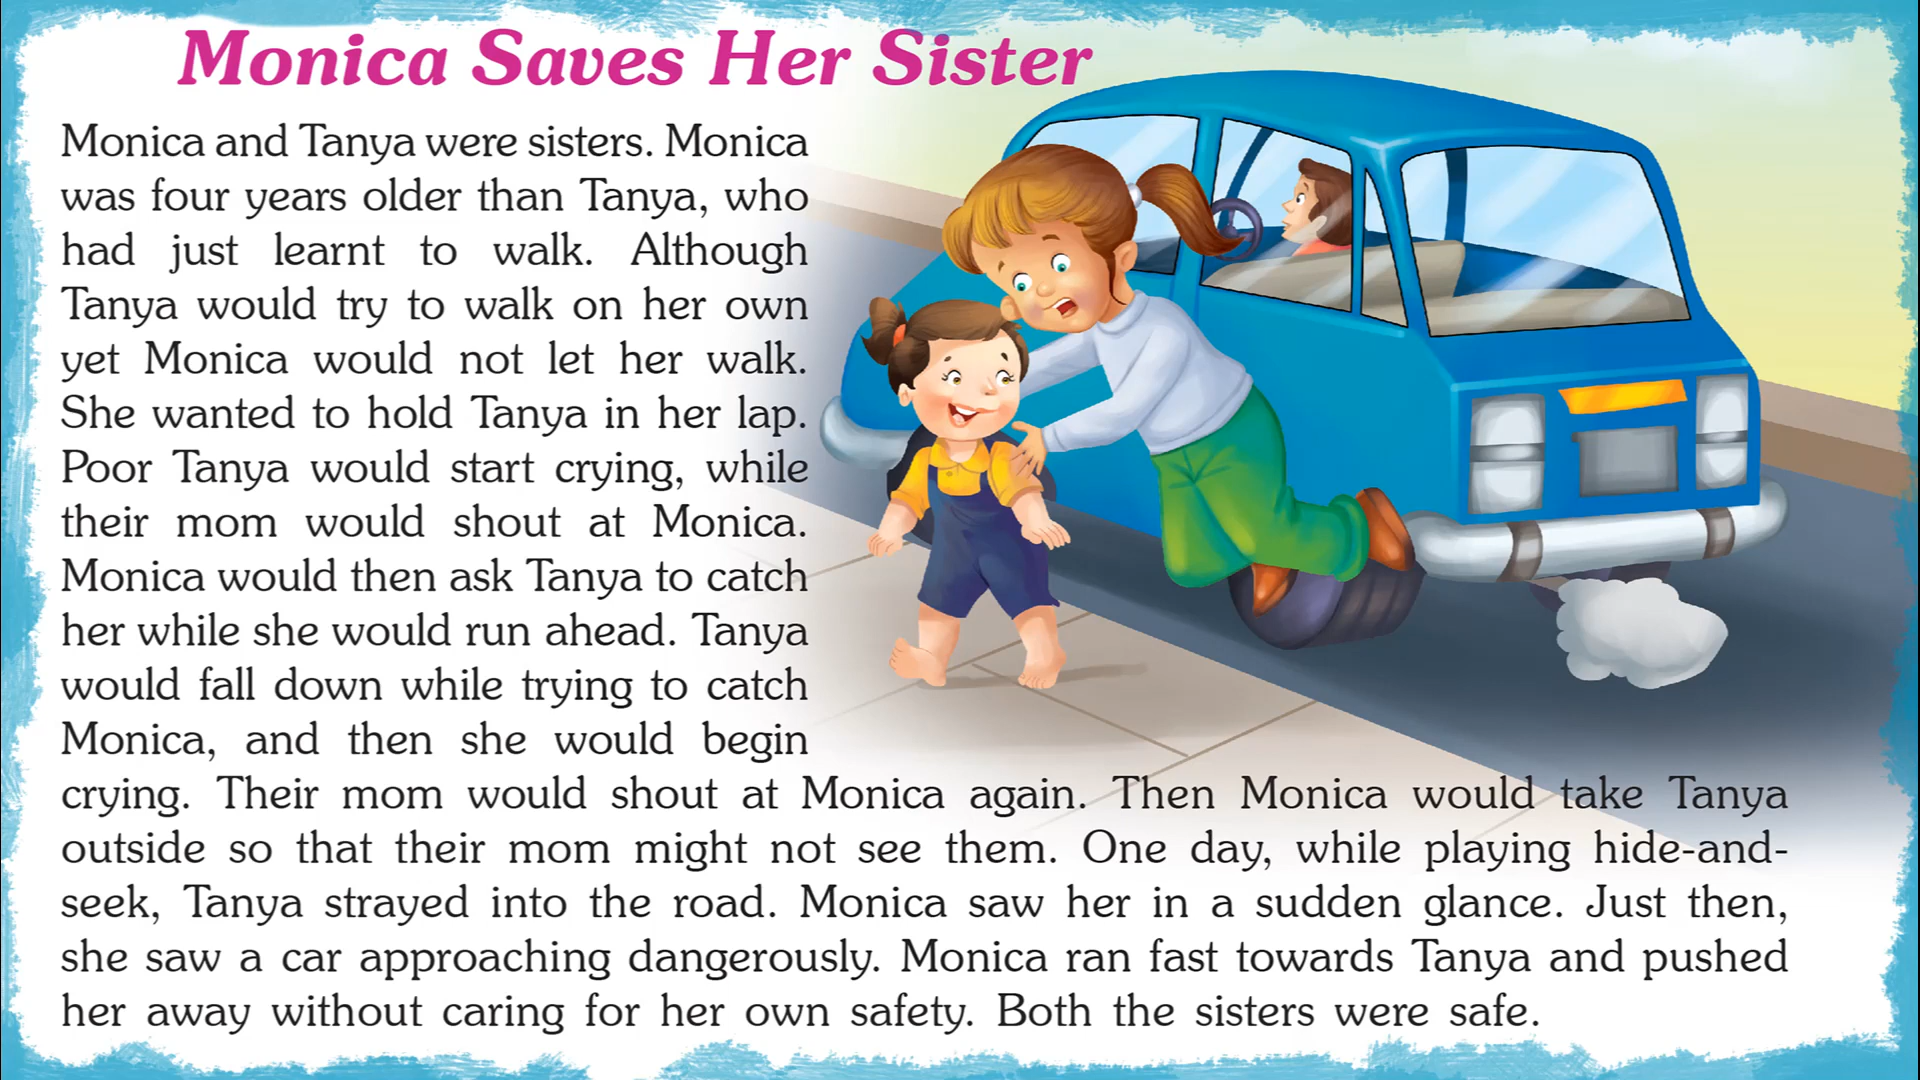 Monica Saves Her Sister
Monica and Tanya were sisters. Monica
was four years older than Tanya, who
had just learnt to walk. Although
Tanya would try to walk on her own
yet Monica would not let her walk.
She wanted to hold Tanya in her lap.
Poor Tanya would start crying, while
their mom would shout at Monica.
Monica would then ask Tanya to catch
her while she would run ahead. Tanya
would fall down while trying to catch
Monica, and then she would begin
crying. Their mom would shout at Monica again. Then Monica would take Tanya
outside so that their mom might not see them. One day, while playing hide-and-
seek, Tanya strayed into the road. Monica saw her in a sudden glance. Just then,
she saw a car approaching dangerously. Monica ran fast towards Tanya and pushed
her away without caring for her own safety. Both the sisters were safe.